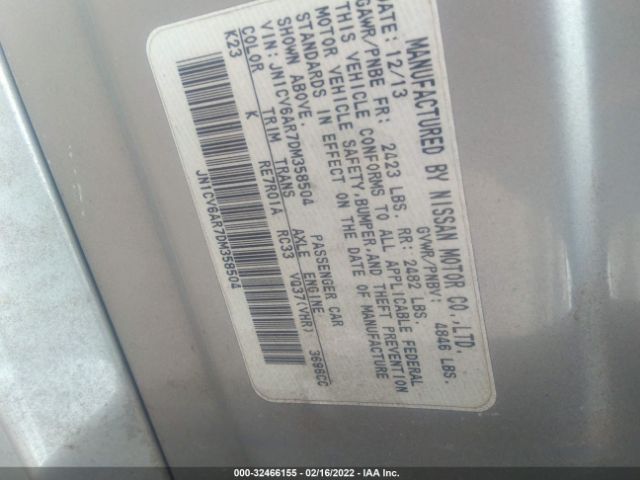 MANUFACTURED BY NISSAN MOTOR CO.,LTD.
DATE: 12/13 GVWR/PNBV: 4846 LBS.
GAWR/PNBE FR: 2423 LBS. RR: 2482 LBS.
THIS VEHICLE CONFORMS TO ALL APPLICABLE FEDERAL
MOTOR VEHICLE SAFETY,BUMPER,AND THEFT PREVENTION
STANDARDS IN EFFECT ON THE DATE OF MANUFACTURE
SHOWN ABOVE.
VIN: JN1CV6AR7DM358504 PASSENGER CAR
COLOR TRIM TRANS AXLE ENGINE
K23 K RE7R01A RC33 VQ37(VHR) 3696CC
JN1CV6AR7DM358504
000-32466155 - 02/16/2022 - IAA Inc.